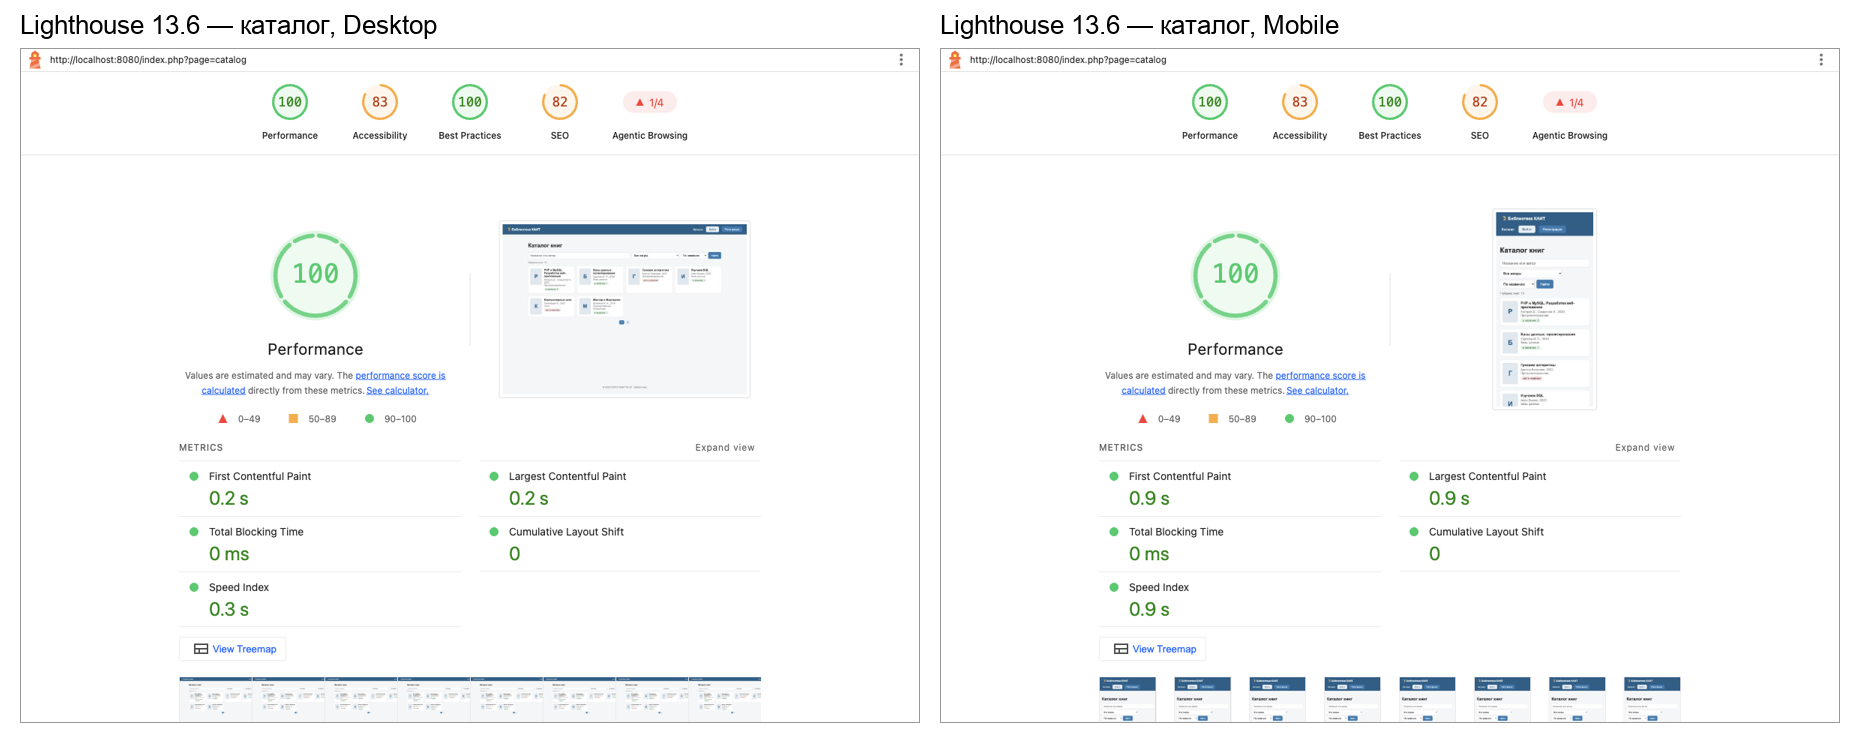 Lighthouse 13.6 — каталог, Desktop
http://localhost:8080/index.php?page=catalog
100
83
100
82
1/4
Performance
Accessibility
Best Practices
SEO
Agentic Browsing
100
Performance
Values are estimated and may vary. The performance score is
calculated directly from these metrics. See calculator.
0–49
50–89
90–100
Каталог книг
METRICS
Expand view
First Contentful Paint
0.2 s
Largest Contentful Paint
0.2 s
Total Blocking Time
0 ms
Cumulative Layout Shift
0
Speed Index
0.3 s
View Treemap
Lighthouse 13.6 — каталог, Mobile
http://localhost:8080/index.php?page=catalog
100
83
100
82
1/4
Performance
Accessibility
Best Practices
SEO
Agentic Browsing
100
Performance
Values are estimated and may vary. The performance score is
calculated directly from these metrics. See calculator.
0–49
50–89
90–100
Библиотека КАИТ
Каталог книг
METRICS
Expand view
First Contentful Paint
0.9 s
Largest Contentful Paint
0.9 s
Total Blocking Time
0 ms
Cumulative Layout Shift
0
Speed Index
0.9 s
View Treemap